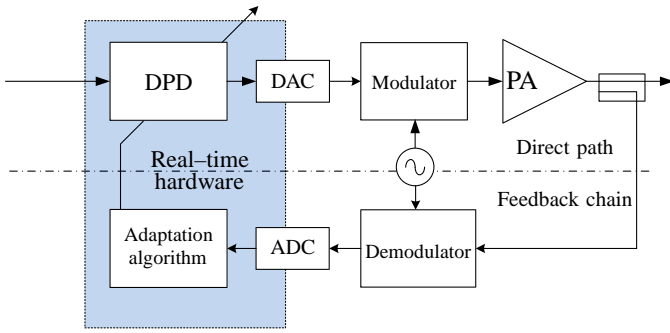 DPD
DAC
Modulator
PA
Real–time
hardware
Direct path
Feedback chain
Adaptation
algorithm
ADC
Demodulator